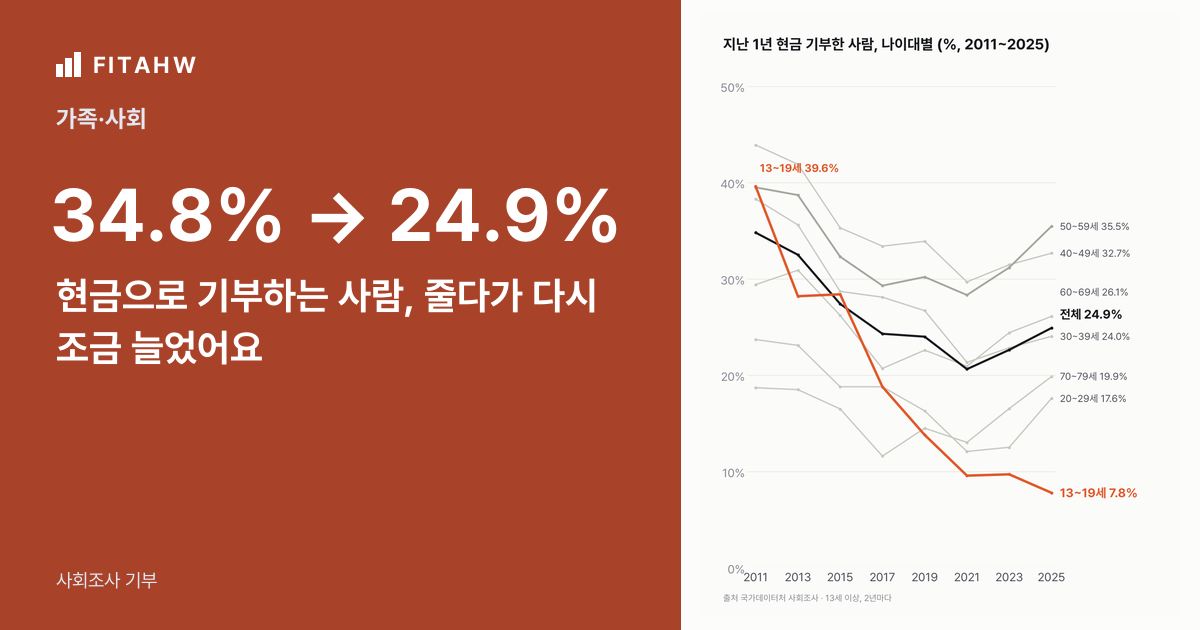 FITAHW
가족·사회
34.8% → 24.9%
현금으로 기부하는 사람, 줄다가 다시
조금 늘었어요
사회조사 기부
지난 1년 현금 기부한 사람, 나이대별 (%, 2011~2025)
50%
40%
30%
20%
10%
0%
13~19세 39.6%
50~59세 35.5%
40~49세 32.7%
60~69세 26.1%
전체 24.9%
30~39세 24.0%
70~79세 19.9%
20~29세 17.6%
13~19세 7.8%
2011 2013 2015 2017 2019 2021 2023 2025
출처 국가데이터처 사회조사 · 13세 이상, 2년마다